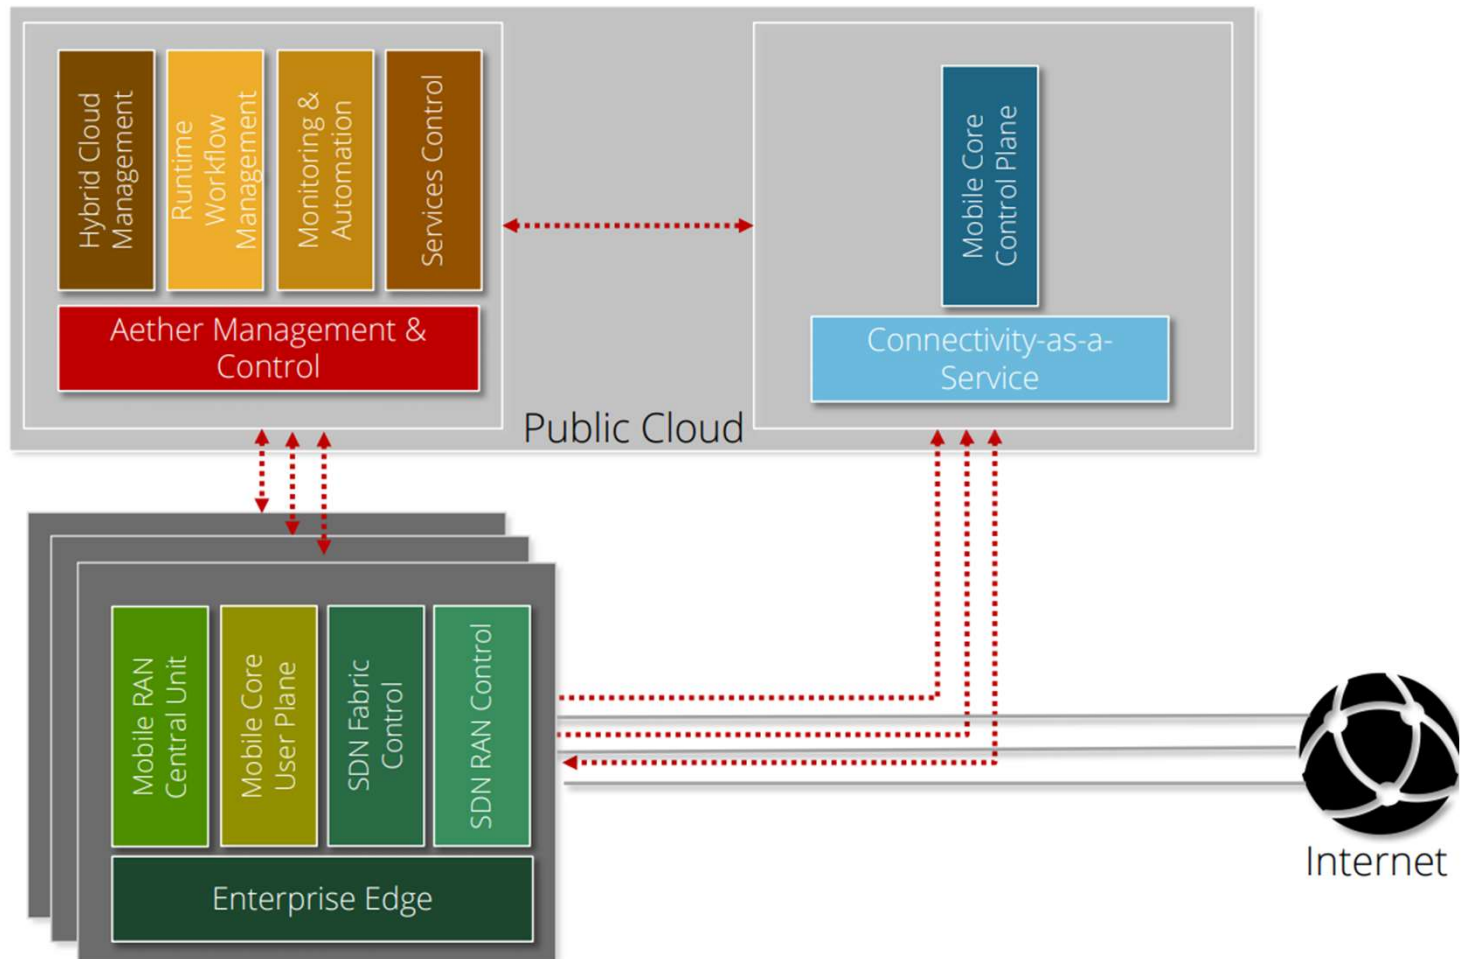 Hybrid Cloud
Management
Runtime
Workflow
Management
Monitoring &
Automation
Services Control
Aether Management &
Control
Mobile Core
Control Plane
Connectivity-as-a-
Service
Public Cloud
Mobile RAN
Central Unit
Mobile Core
User Plane
SDN Fabric
Control
SDN RAN Control
Enterprise Edge
Internet